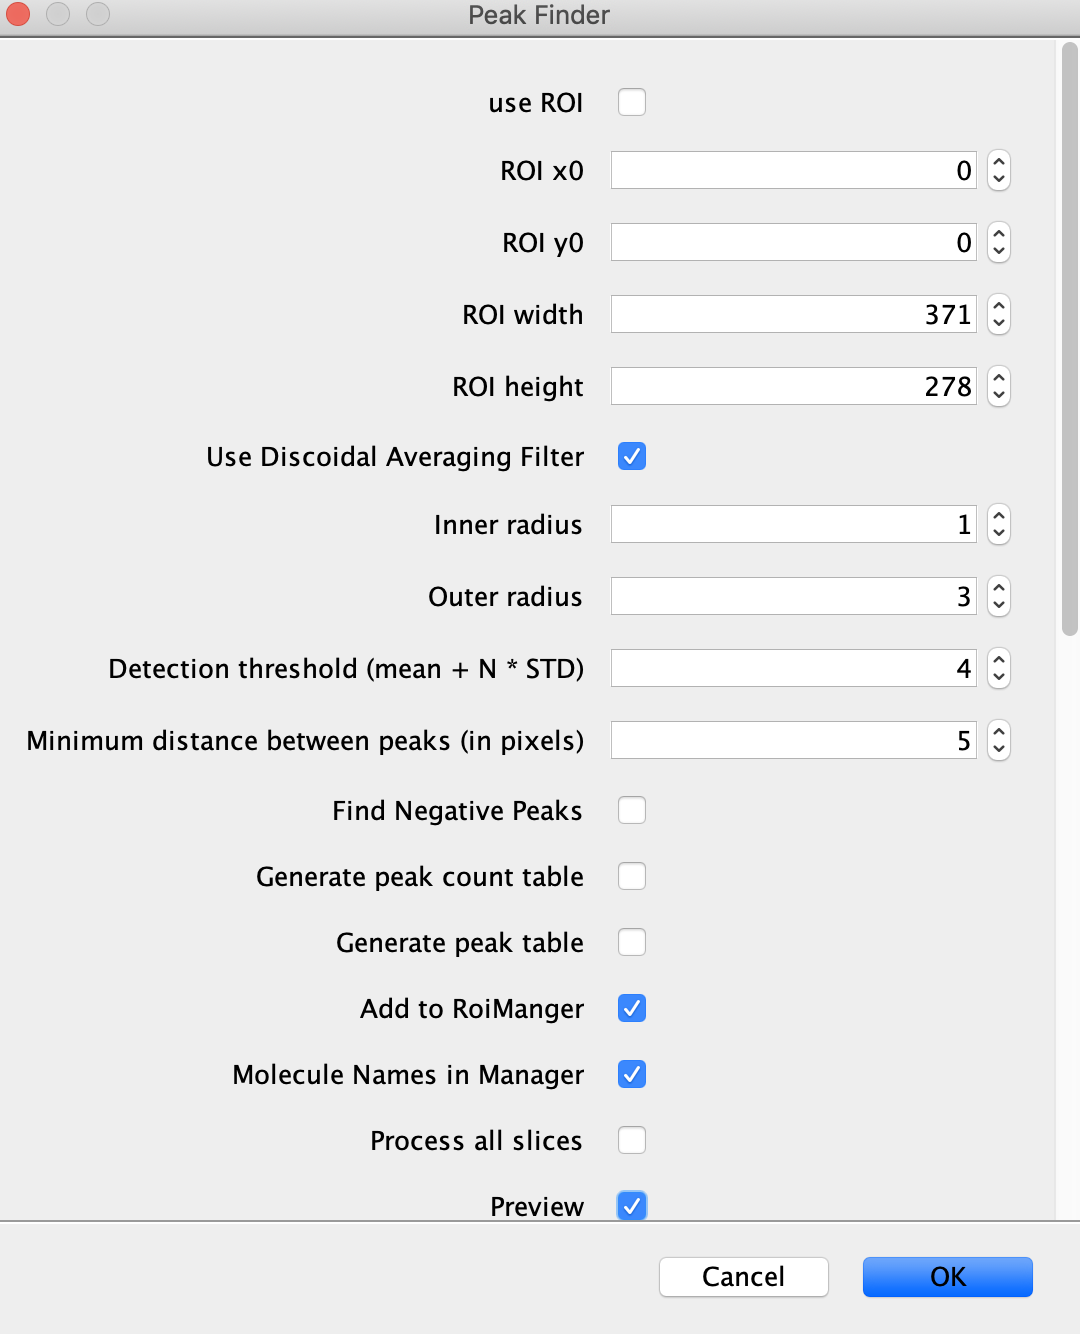 Peak Finder
use ROI
ROI x0 0
ROI y0 0
ROI width 371
ROI height 278
Use Discoidal Averaging Filter
Inner radius 1
Outer radius 3
Detection threshold (mean + N * STD) 4
Minimum distance between peaks (in pixels) 5
Find Negative Peaks
Generate peak count table
Generate peak table
Add to RoiManger
Molecule Names in Manager
Process all slices
Preview
Cancel OK